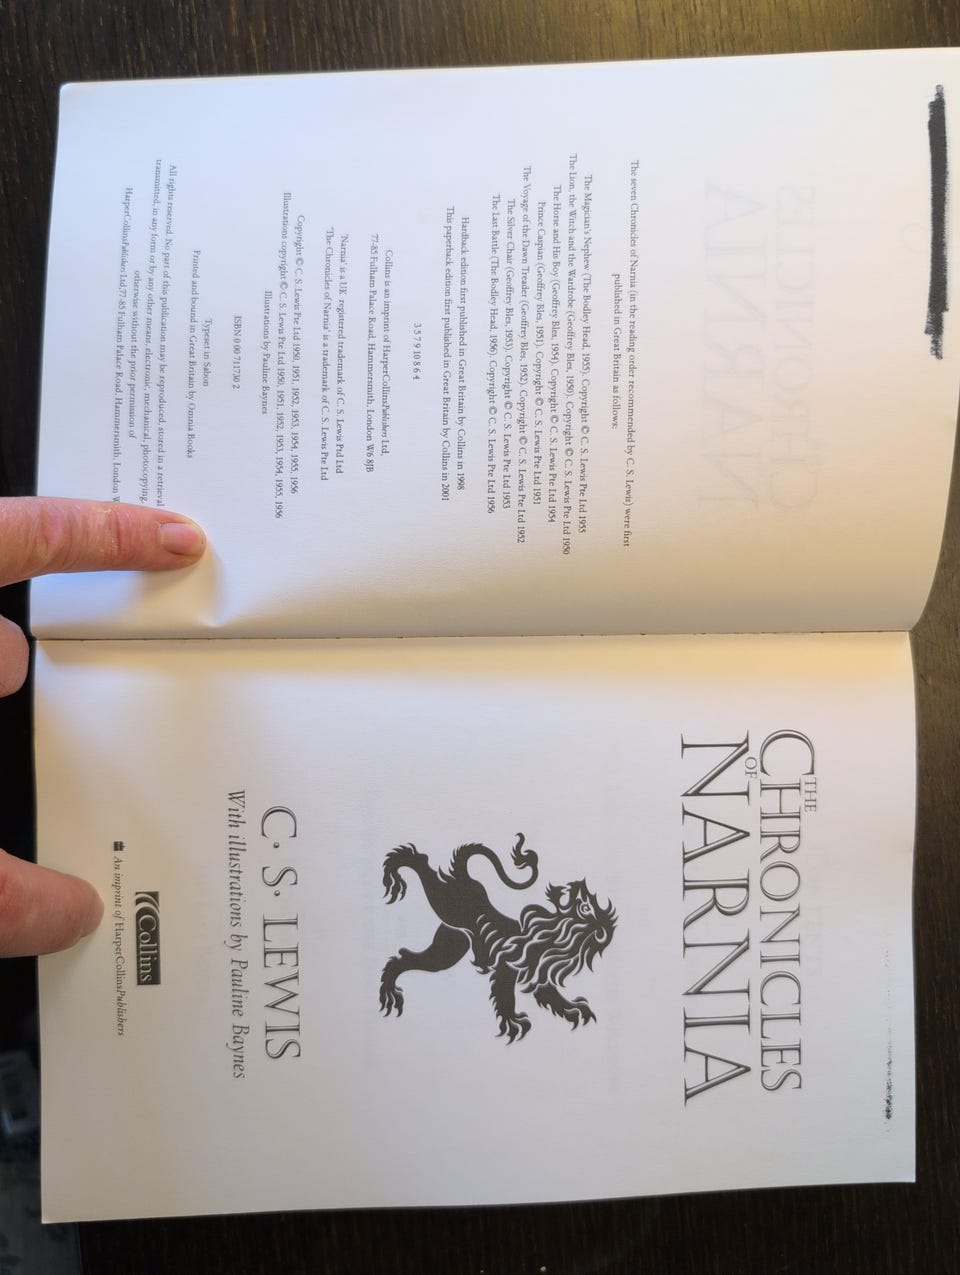 The seven Chronicles of Narnia (in the reading order recommended by C. S. Lewis) were first
published in Great Britain as follows:
The Magician's Nephew (The Bodley Head, 1955). Copyright © C. S. Lewis Pte Ltd 1955
The Lion, the Witch and the Wardrobe (Geoffrey Bles, 1950). Copyright © C. S. Lewis Pte Ltd 1950
The Horse and His Boy (Geoffrey Bles, 1954). Copyright © C. S. Lewis Pte Ltd 1954
Prince Caspian (Geoffrey Bles, 1951). Copyright © C. S. Lewis Pte Ltd 1951
The Voyage of the Dawn Treader (Geoffrey Bles, 1952). Copyright © C. S. Lewis Pte Ltd 1952
The Silver Chair (Geoffrey Bles, 1953). Copyright © C. S. Lewis Pte Ltd 1953
The Last Battle (The Bodley Head, 1956). Copyright © C. S. Lewis Pte Ltd 1956
Hardback edition first published in Great Britain by Collins in 1998
This paperback edition first published in Great Britain by Collins in 2001
3 5 7 9 10 8 6 4
Collins is an imprint of HarperCollinsPublishers Ltd,
77-85 Fulham Palace Road, Hammersmith, London W6 8JB
'Narnia' is a UK registered trademark of C. S. Lewis Ptd Ltd
'The Chronicles of Narnia' is a trademark of C. S. Lewis Pte Ltd
Copyright © C. S. Lewis Pte Ltd 1950, 1951, 1952, 1953, 1954, 1955, 1956
Illustrations copyright © C. S. Lewis Pte Ltd 1950, 1951, 1952, 1953, 1954, 1955, 1956
Illustrations by Pauline Baynes
ISBN 0 00 711730 2
Typeset in Sabon
Printed and bound in Great Britain by Omnia Books
All rights reserved. No part of this publication may be reproduced, stored in a retrieval
transmitted, in any form or by any other means, electronic, mechanical, photocopying,
otherwise without the prior permission of
HarperCollinsPublishers Ltd, 77-85 Fulham Palace Road, Hammersmith, London W
THE
CHRONICLES
OF
NARNIA
C. S. LEWIS
With illustrations by Pauline Baynes
Collins
An imprint of HarperCollinsPublishers